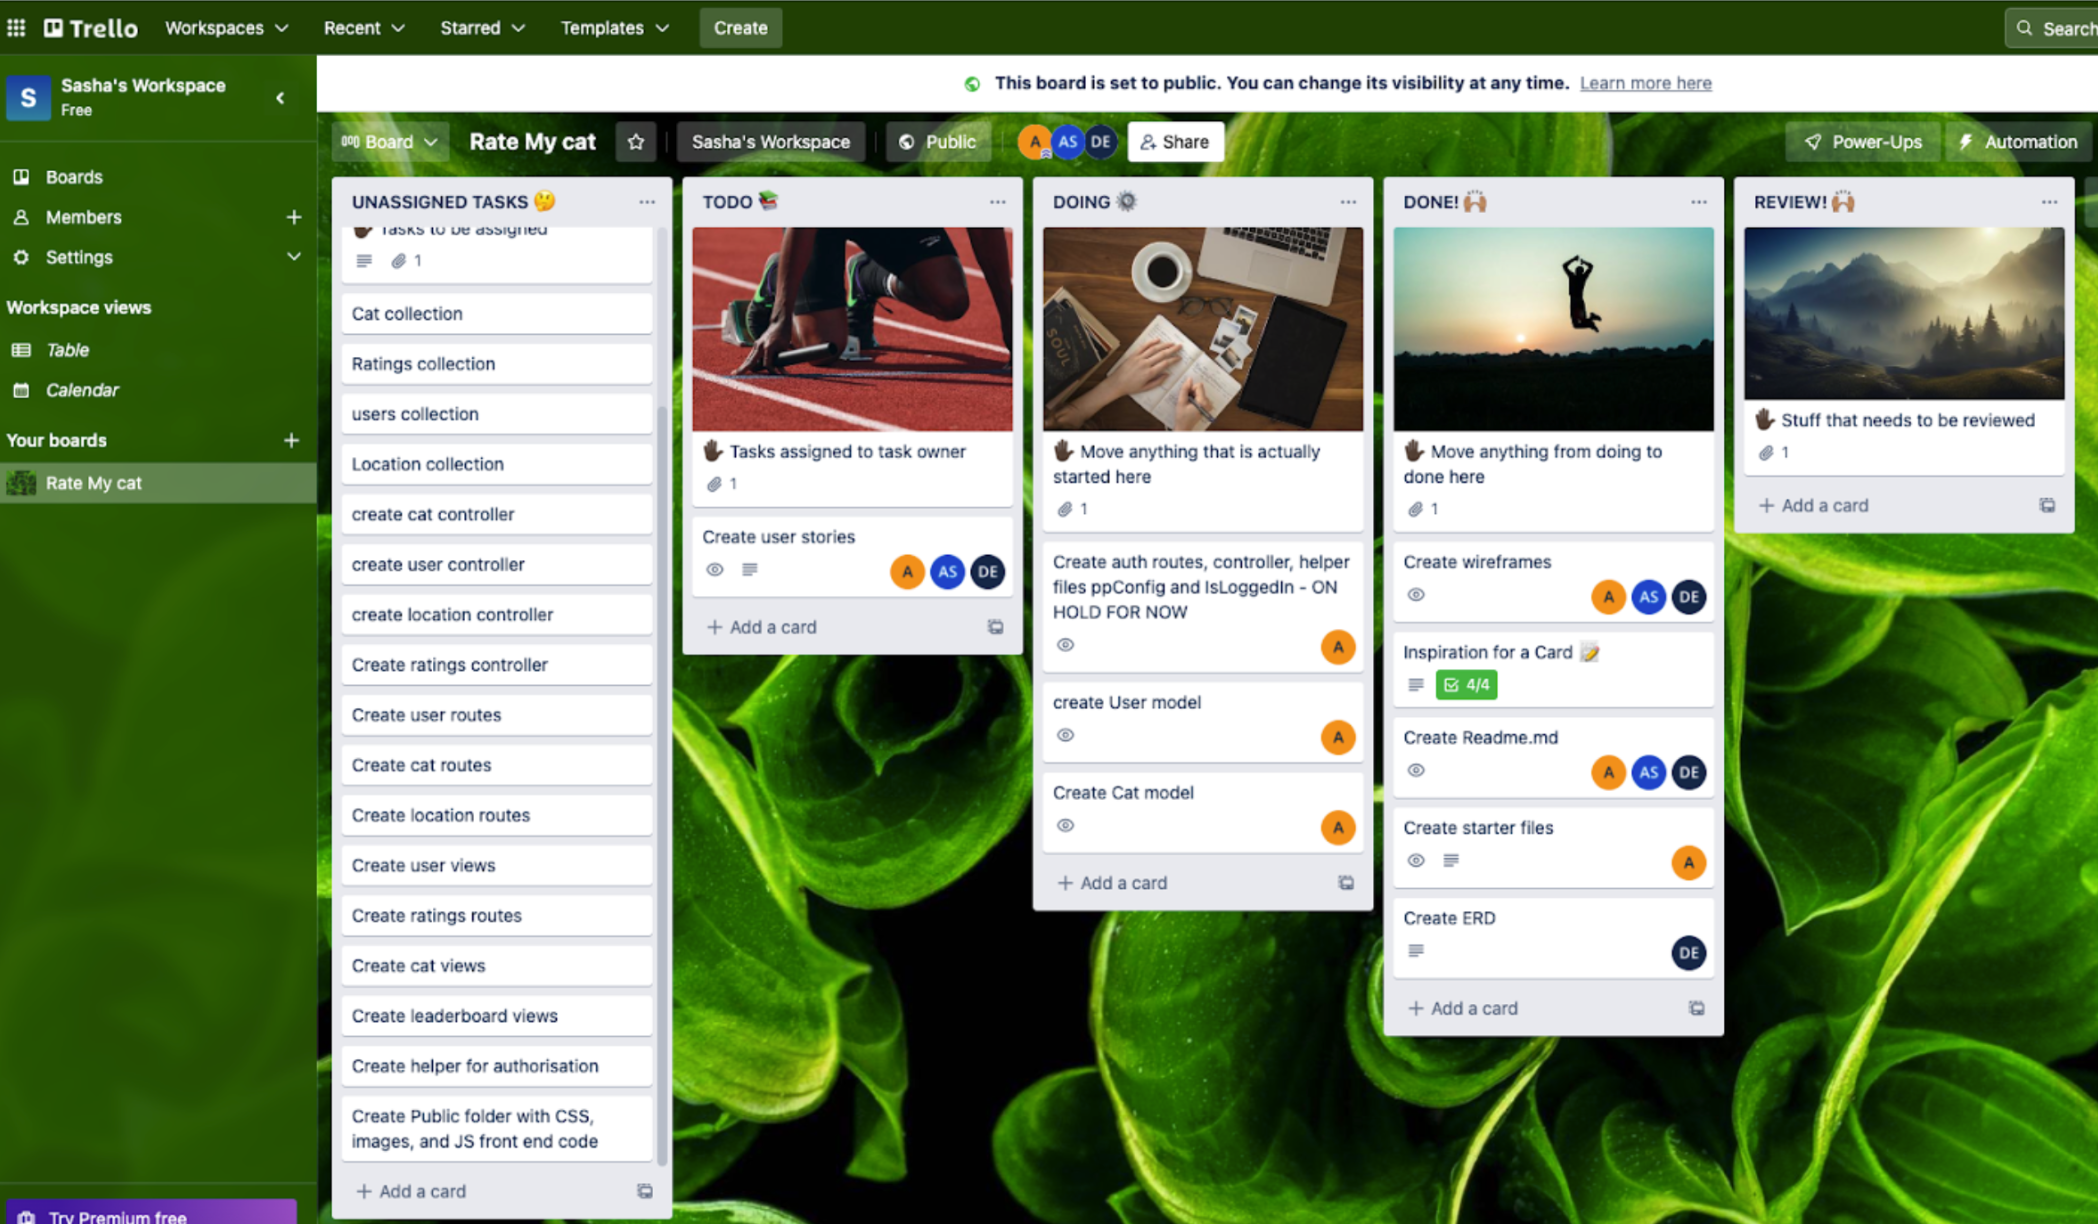 Trello Workspaces Recent Starred Templates Create Search
S Sasha's Workspace
Free
This board is set to public. You can change its visibility at any time. Learn more here
Board Rate My cat Sasha's Workspace Public A AS DE Share Power-Ups Automation
Boards
Members
Settings
Workspace views
Table
Calendar
Your boards
Rate My cat
Try Premium free
UNASSIGNED TASKS 🤔
Tasks to be assigned
1
Cat collection
Ratings collection
users collection
Location collection
create cat controller
create user controller
create location controller
Create ratings controller
Create user routes
Create cat routes
Create location routes
Create user views
Create ratings routes
Create cat views
Create leaderboard views
Create helper for authorisation
Create Public folder with CSS,
images, and JS front end code
+ Add a card
TODO 📚
Tasks assigned to task owner
1
Create user stories
A AS DE
+ Add a card
DOING ⚙️
SOUL
Move anything that is actually
started here
1
Create auth routes, controller, helper
files ppConfig and IsLoggedIn - ON
HOLD FOR NOW
A
create User model
A
Create Cat model
A
+ Add a card
DONE! 🙌🏽
Move anything from doing to
done here
1
Create wireframes
A AS DE
Inspiration for a Card 📝
4/4
Create Readme.md
A AS DE
Create starter files
A
Create ERD
DE
+ Add a card
REVIEW! 🙌🏽
Stuff that needs to be reviewed
1
+ Add a card